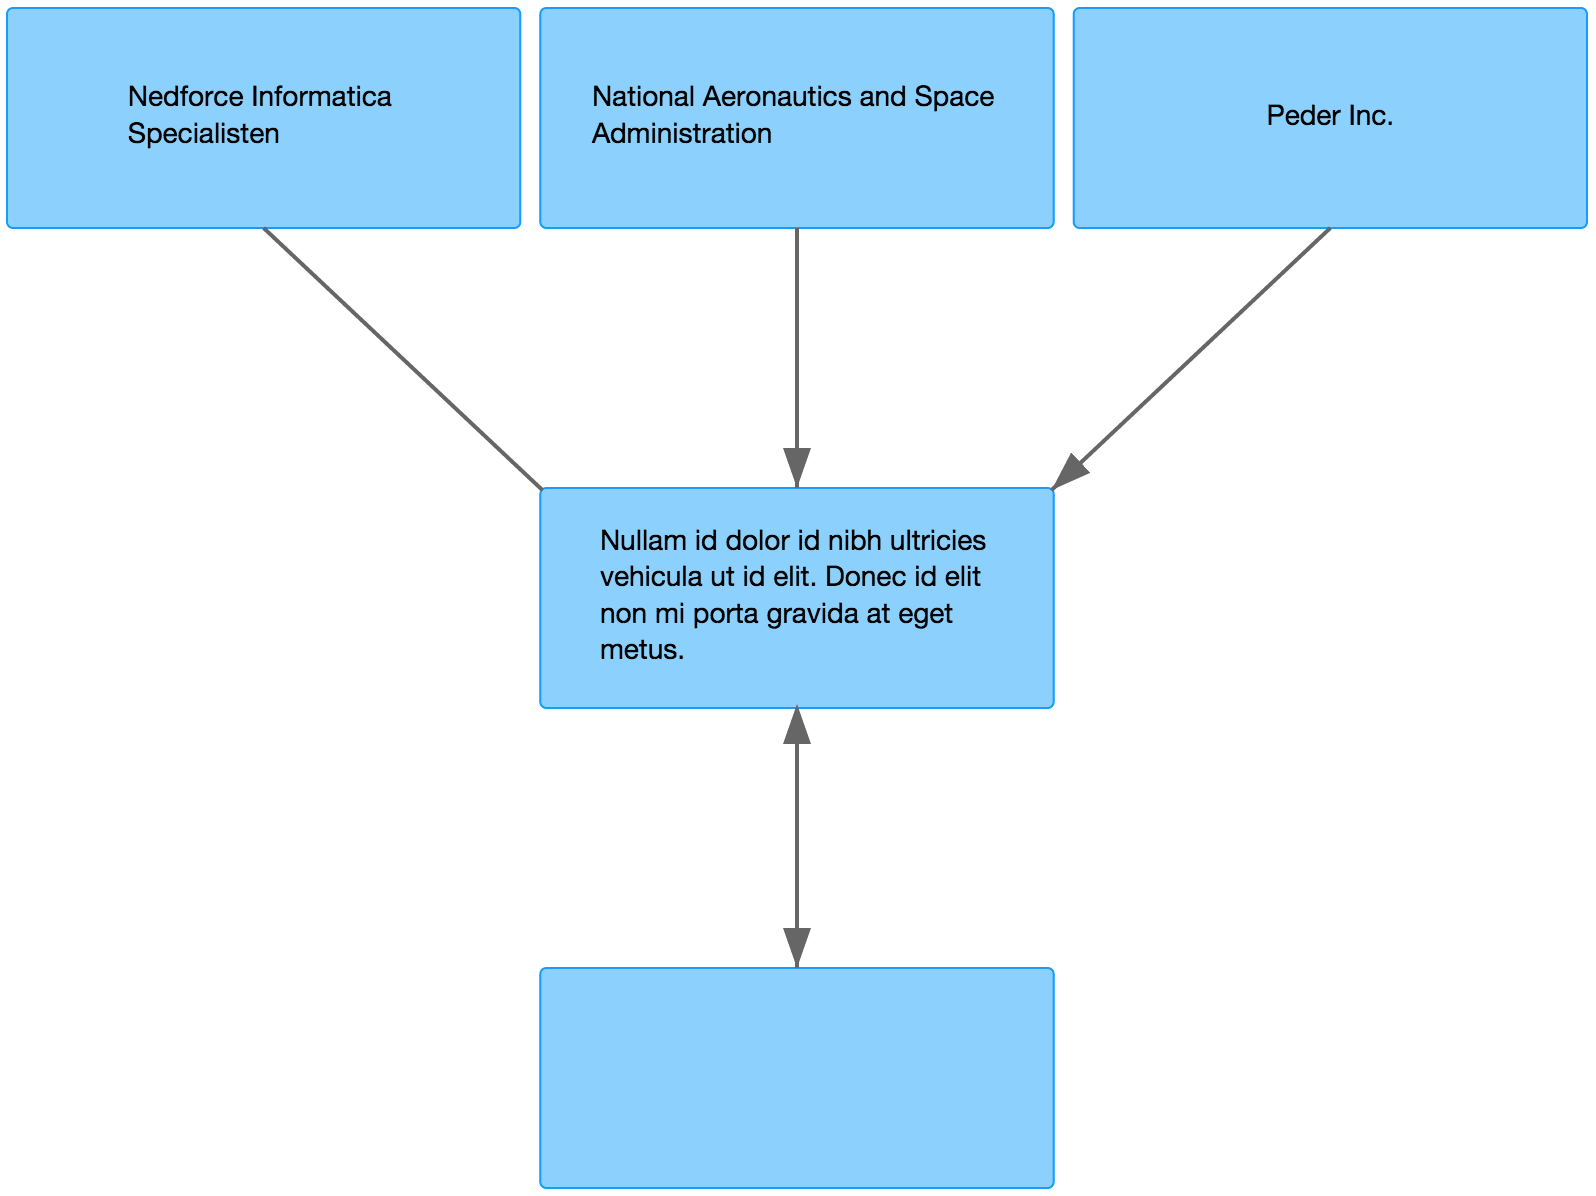 Nedforce Informatica
Specialisten
National Aeronautics and Space
Administration
Peder Inc.
Nullam id dolor id nibh ultricies
vehicula ut id elit. Donec id elit
non mi porta gravida at eget
metus.